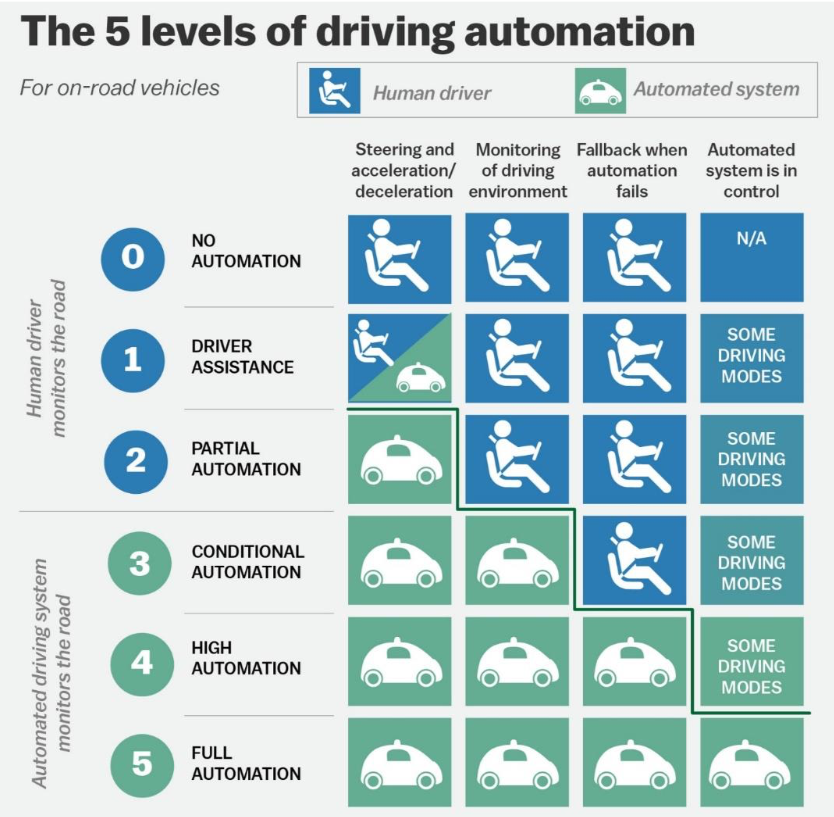 The 5 levels of driving automation
For on-road vehicles
Human driver
Automated system
Steering and
acceleration/
deceleration
Monitoring
of driving
environment
Fallback when
automation
fails
Automated
system is in
control
Human driver
monitors the road
0
NO
AUTOMATION
N/A
1
DRIVER
ASSISTANCE
SOME
DRIVING
MODES
2
PARTIAL
AUTOMATION
SOME
DRIVING
MODES
Automated driving system
monitors the road
3
CONDITIONAL
AUTOMATION
SOME
DRIVING
MODES
4
HIGH
AUTOMATION
SOME
DRIVING
MODES
5
FULL
AUTOMATION